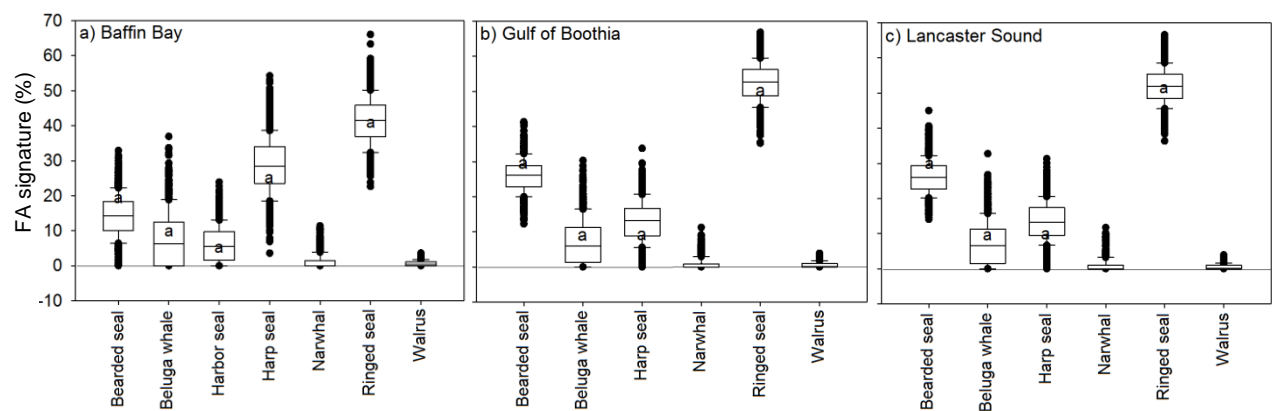 a) Baffin Bay
b) Gulf of Boothia
c) Lancaster Sound
FA signature (%)
70
60
50
40
30
20
10
0
-10
a
a
a
a
a
a
a
a
a
a
a
a
a
Bearded seal
Beluga whale
Harbor seal
Harp seal
Narwhal
Ringed seal
Walrus
Bearded seal
Beluga whale
Harp seal
Narwhal
Ringed seal
Walrus
Bearded seal
Beluga whale
Harp seal
Narwhal
Ringed seal
Walrus